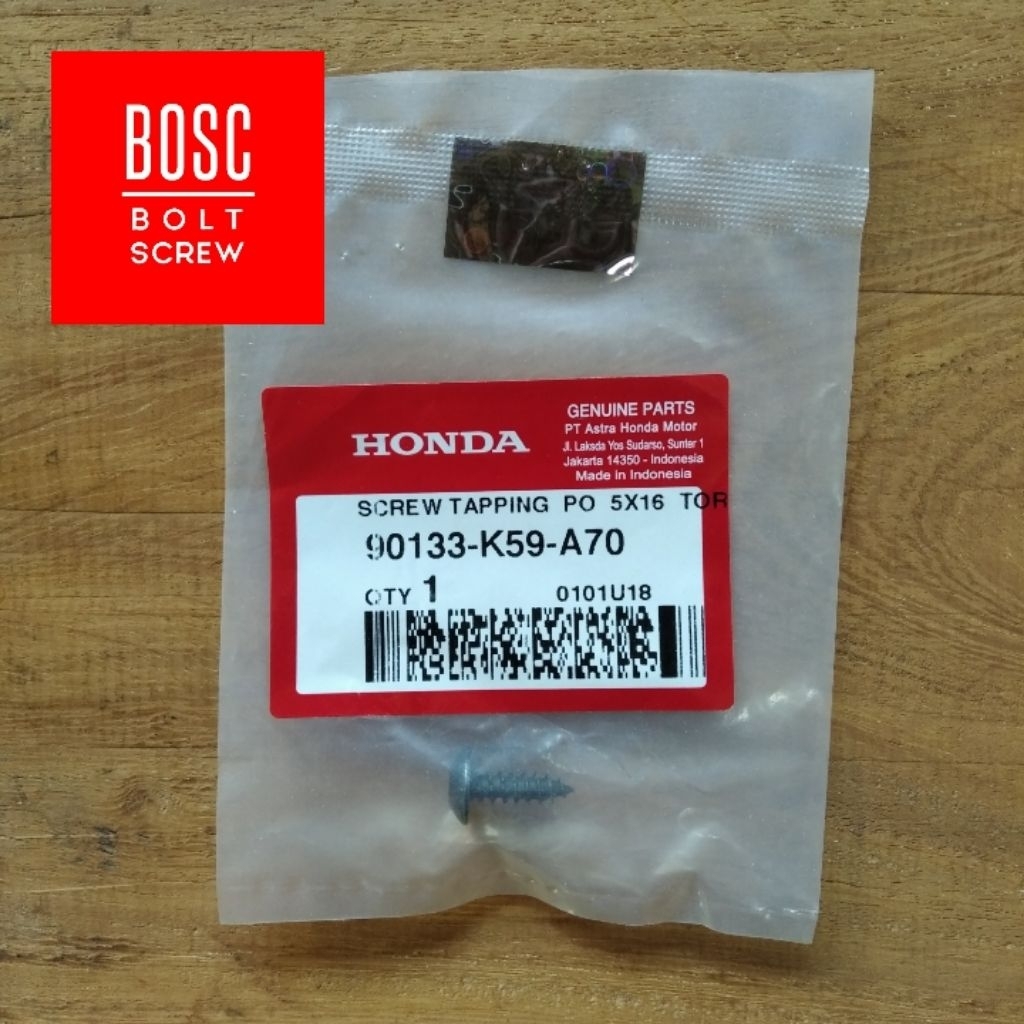 BOSC
BOLT
SCREW
HONDA
GENUINE PARTS
PT Astra Honda Motor
Jl. Laksda Yos Sudarso, Sunter 1
Jakarta 14350 - Indonesia
Made in Indonesia
SCREW TAPPING PO 5X16 TOR
90133-K59-A70
QTY 1 0101U18